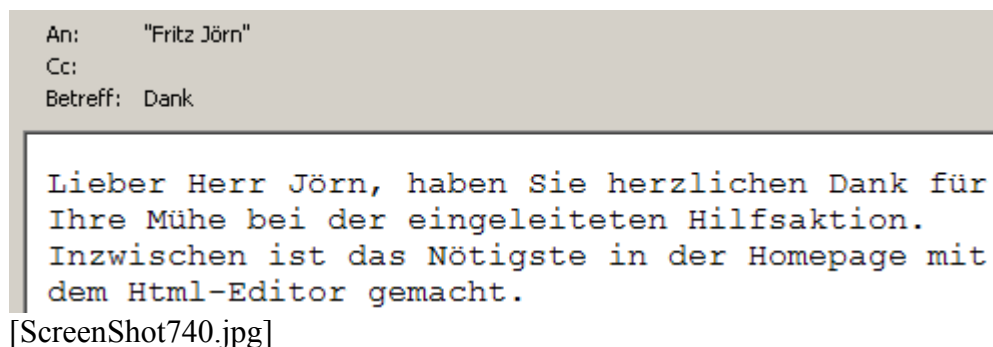 An: "Fritz Jörn"
Cc:
Betreff: Dank
Lieber Herr Jörn, haben Sie herzlichen Dank für
Ihre Mühe bei der eingeleiteten Hilfsaktion.
Inzwischen ist das Nötigste in der Homepage mit
dem Html-Editor gemacht.
[ScreenShot740.jpg]